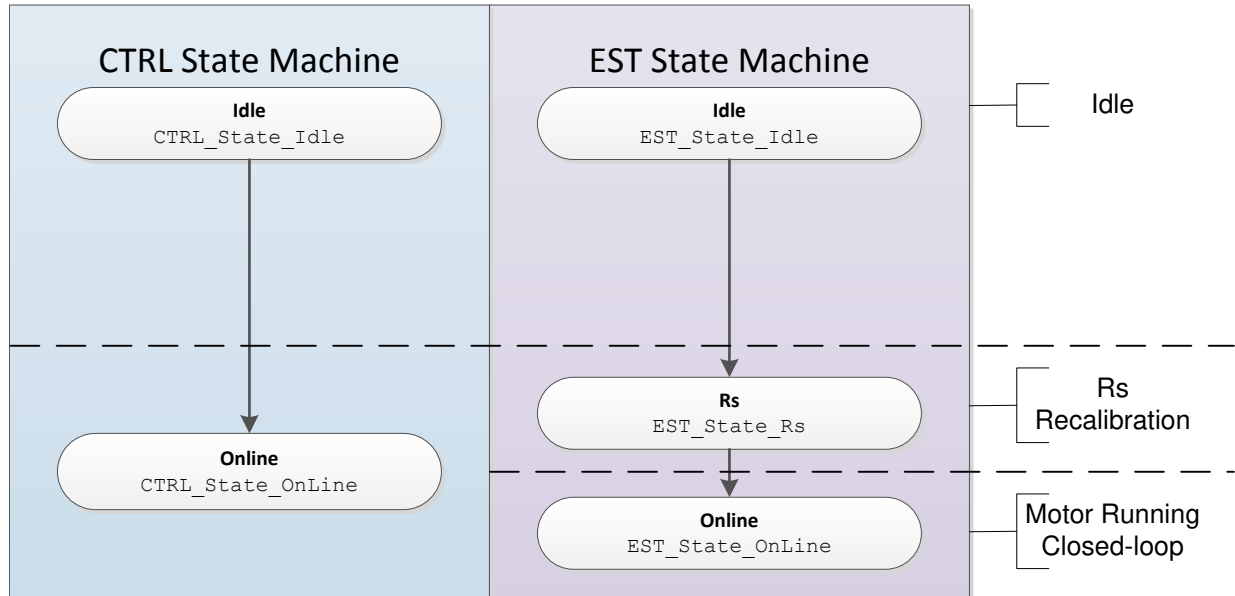 CTRL State Machine
Idle
CTRL_State_Idle
Online
CTRL_State_OnLine
EST State Machine
Idle
EST_State_Idle
Rs
EST_State_Rs
Online
EST_State_OnLine
Idle
Rs
Recalibration
Motor Running
Closed-loop